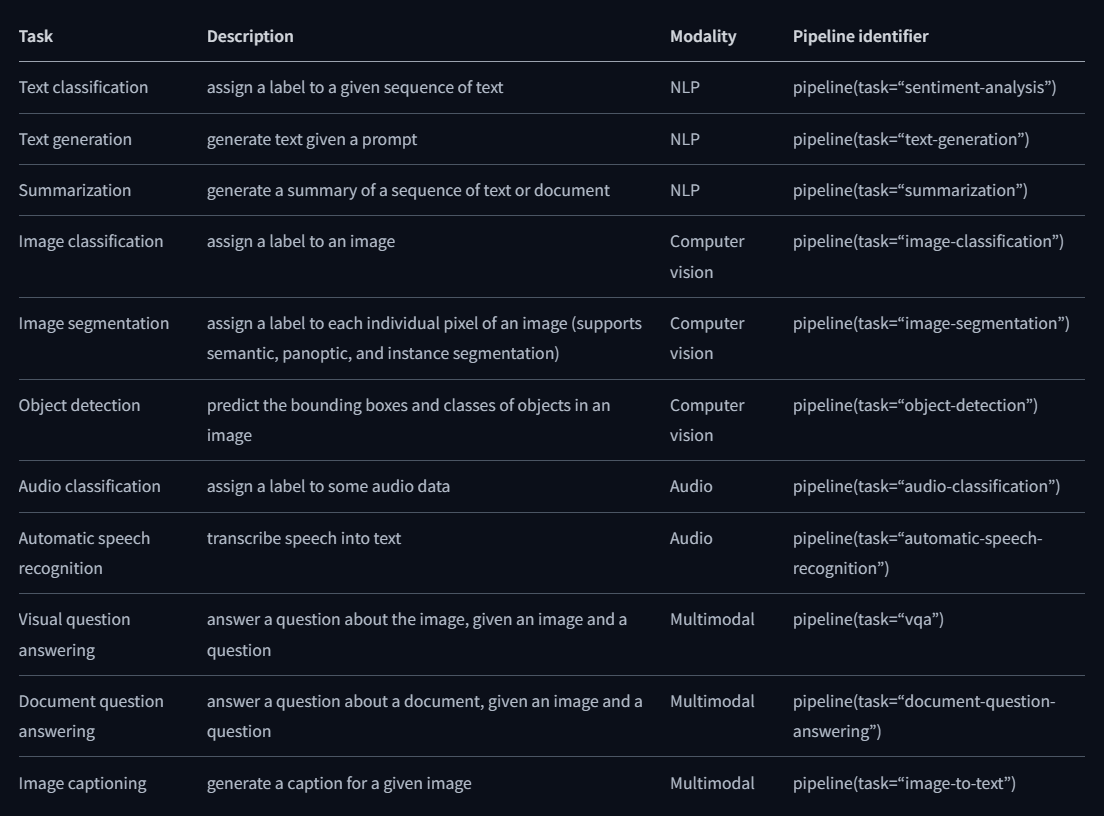 Task Description Modality Pipeline identifier
Text classification assign a label to a given sequence of text NLP pipeline(task=“sentiment-analysis”)
Text generation generate text given a prompt NLP pipeline(task=“text-generation”)
Summarization generate a summary of a sequence of text or document NLP pipeline(task=“summarization”)
Image classification assign a label to an image Computer pipeline(task=“image-classification”)
vision
Image segmentation assign a label to each individual pixel of an image (supports Computer pipeline(task=“image-segmentation”)
semantic, panoptic, and instance segmentation) vision
Object detection predict the bounding boxes and classes of objects in an Computer pipeline(task=“object-detection”)
image vision
Audio classification assign a label to some audio data Audio pipeline(task=“audio-classification”)
Automatic speech transcribe speech into text Audio pipeline(task=“automatic-speech-
recognition recognition”)
Visual question answer a question about the image, given an image and a Multimodal pipeline(task=“vqa”)
answering question
Document question answer a question about a document, given an image and a Multimodal pipeline(task=“document-question-
answering question answering”)
Image captioning generate a caption for a given image Multimodal pipeline(task=“image-to-text”)